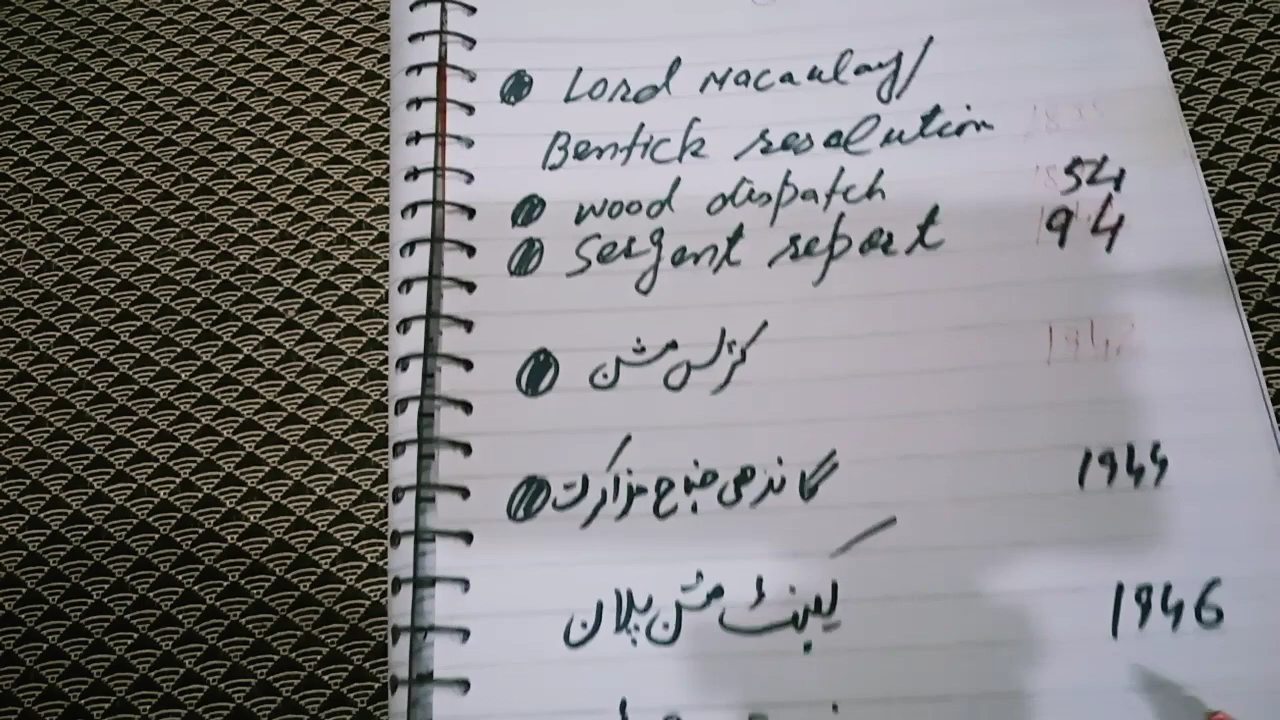 Lord Macaulay/
Bentick resolution
wood dispatch 54
Sergent report 94
کرپس مشن
گاندھی جناح مزاکرات 1944
کیبنٹ مشن پلان 1946